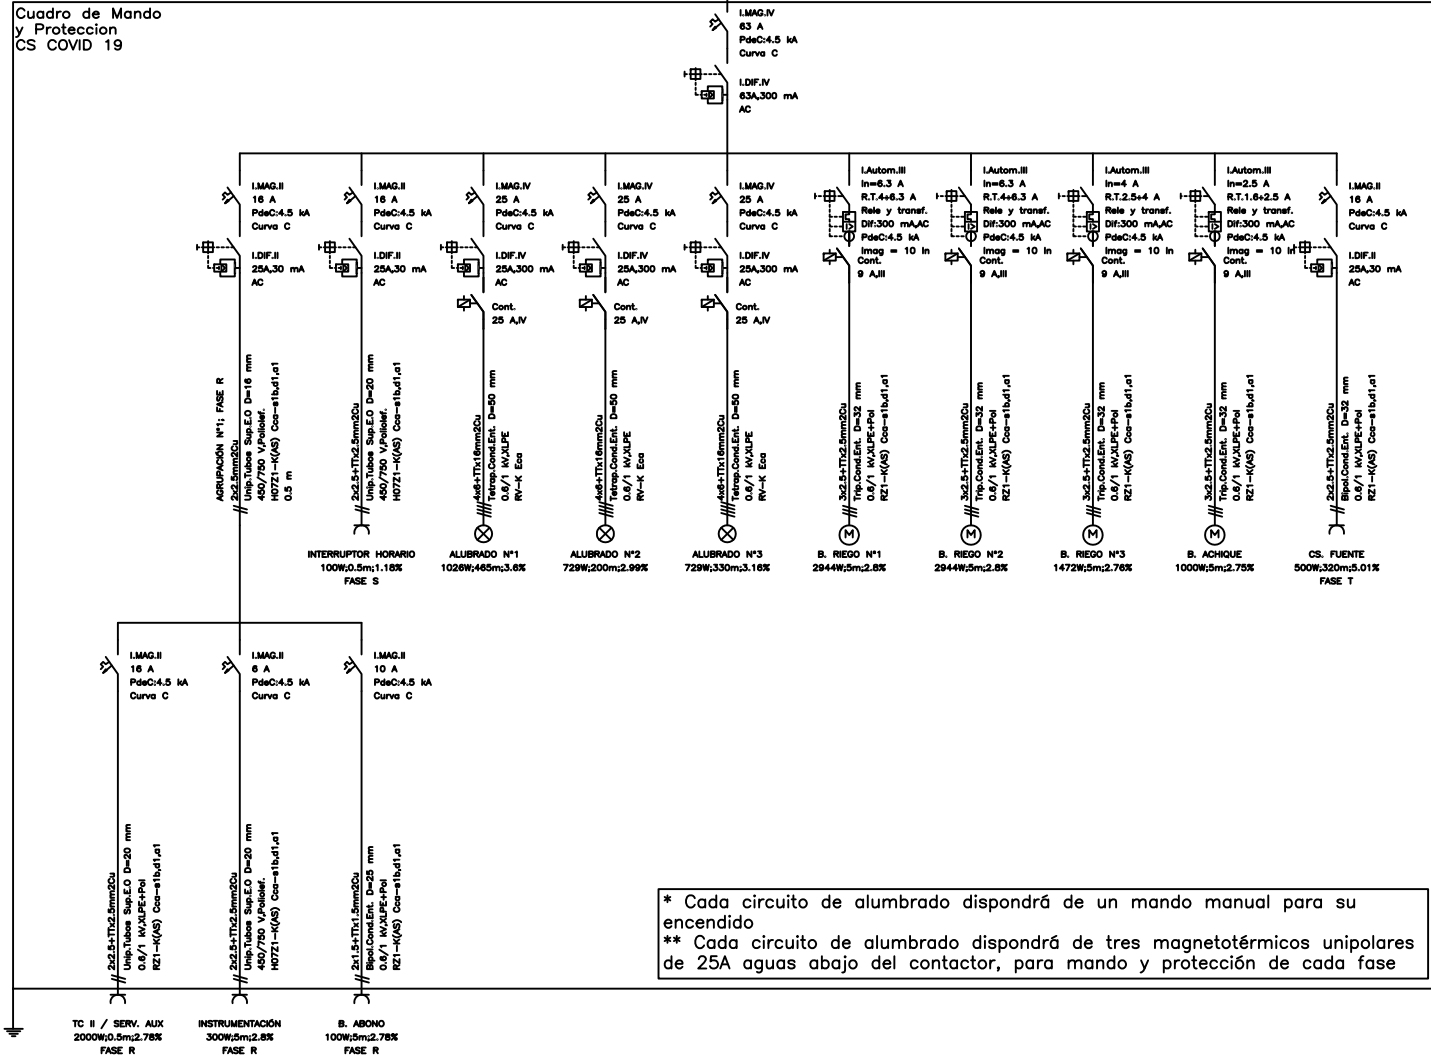 Cuadro de Mando
y Proteccion
CS COVID 19
I.MAG.IV
63 A
PdeC:4.5 kA
Curva C
I.DIF.IV
63A,300 mA
AC
I.MAG.II
16 A
PdeC:4.5 kA
Curva C
I.DIF.II
25A,30 mA
AC
AGRUPACIÓN N°1; FASE R
2x2.5mm2Cu
Unip.Tubos Sup.E.O D=16 mm
450/750 V,Poliolef.
H07Z1-K(AS) Cca-s1b,d1,a1
0.5 m
I.MAG.II
16 A
PdeC:4.5 kA
Curva C
I.DIF.II
25A,30 mA
AC
2x2.5+TTx2.5mm2Cu
Unip.Tubos Sup.E.O D=20 mm
450/750 V,Poliolef.
H07Z1-K(AS) Cca-s1b,d1,a1
INTERRUPTOR HORARIO
100W;0.5m;1.18%
FASE S
I.MAG.IV
25 A
PdeC:4.5 kA
Curva C
I.DIF.IV
25A,300 mA
AC
Cont.
25 A,IV
4x6+TTx16mm2Cu
Tetrap.Cond.Ent. D=50 mm
0.6/1 kV,XLPE
RV-K Eca
ALUBRADO N°1
1026W;465m;3.6%
I.MAG.IV
25 A
PdeC:4.5 kA
Curva C
I.DIF.IV
25A,300 mA
AC
Cont.
25 A,IV
4x6+TTx16mm2Cu
Tetrap.Cond.Ent. D=50 mm
0.6/1 kV,XLPE
RV-K Eca
ALUBRADO N°2
729W;200m;2.99%
I.MAG.IV
25 A
PdeC:4.5 kA
Curva C
I.DIF.IV
25A,300 mA
AC
Cont.
25 A,IV
4x6+TTx16mm2Cu
Tetrap.Cond.Ent. D=50 mm
0.6/1 kV,XLPE
RV-K Eca
ALUBRADO N°3
729W;330m;3.16%
I.Autom.III
In=6.3 A
R.T.4÷6.3 A
Rele y transf.
Dif:300 mA,AC
PdeC:4.5 kA
Imag = 10 In
Cont.
9 A,III
3x2.5+TTx2.5mm2Cu
Trip.Cond.Ent. D=32 mm
0.6/1 kV,XLPE+Pol
RZ1-K(AS) Cca-s1b,d1,a1
M
B. RIEGO N°1
2944W;5m;2.8%
I.Autom.III
In=6.3 A
R.T.4÷6.3 A
Rele y transf.
Dif:300 mA,AC
PdeC:4.5 kA
Imag = 10 In
Cont.
9 A,III
3x2.5+TTx2.5mm2Cu
Trip.Cond.Ent. D=32 mm
0.6/1 kV,XLPE+Pol
RZ1-K(AS) Cca-s1b,d1,a1
M
B. RIEGO N°2
2944W;5m;2.8%
I.Autom.III
In=4 A
R.T.2.5÷4 A
Rele y transf.
Dif:300 mA,AC
PdeC:4.5 kA
Imag = 10 In
Cont.
9 A,III
3x2.5+TTx2.5mm2Cu
Trip.Cond.Ent. D=32 mm
0.6/1 kV,XLPE+Pol
RZ1-K(AS) Cca-s1b,d1,a1
M
B. RIEGO N°3
1472W;5m;2.76%
I.Autom.III
In=2.5 A
R.T.1.6÷2.5 A
Rele y transf.
Dif:300 mA,AC
PdeC:4.5 kA
Imag = 10 In
Cont.
9 A,III
3x2.5+TTx2.5mm2Cu
Trip.Cond.Ent. D=32 mm
0.6/1 kV,XLPE+Pol
RZ1-K(AS) Cca-s1b,d1,a1
M
B. ACHIQUE
1000W;5m;2.75%
I.MAG.II
16 A
PdeC:4.5 kA
Curva C
I.DIF.II
25A,30 mA
AC
2x2.5+TTx2.5mm2Cu
Bipol.Cond.Ent. D=32 mm
0.6/1 kV,XLPE+Pol
RZ1-K(AS) Cca-s1b,d1,a1
CS. FUENTE
500W;320m;5.01%
FASE T
I.MAG.II
16 A
PdeC:4.5 kA
Curva C
2x2.5+TTx2.5mm2Cu
Unip.Tubos Sup.E.O D=20 mm
0.6/1 kV,XLPE+Pol
RZ1-K(AS) Cca-s1b,d1,a1
TC II / SERV. AUX
2000W;0.5m;2.78%
FASE R
I.MAG.II
6 A
PdeC:4.5 kA
Curva C
2x2.5+TTx2.5mm2Cu
Unip.Tubos Sup.E.O D=20 mm
450/750 V,Poliolef.
H07Z1-K(AS) Cca-s1b,d1,a1
INSTRUMENTACIÓN
300W;5m;2.8%
FASE R
I.MAG.II
10 A
PdeC:4.5 kA
Curva C
2x1.5+TTx1.5mm2Cu
Bipol.Cond.Ent. D=25 mm
0.6/1 kV,XLPE+Pol
RZ1-K(AS) Cca-s1b,d1,a1
B. ABONO
100W;5m;2.78%
FASE R
* Cada circuito de alumbrado dispondrá de un mando manual para su
encendido
** Cada circuito de alumbrado dispondrá de tres magnetotérmicos unipolares
de 25A aguas abajo del contactor, para mando y protección de cada fase